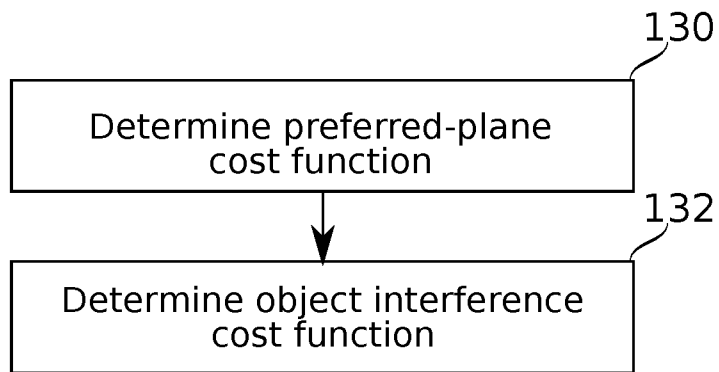 130
Determine preferred-plane
cost function
132
Determine object interference
cost function